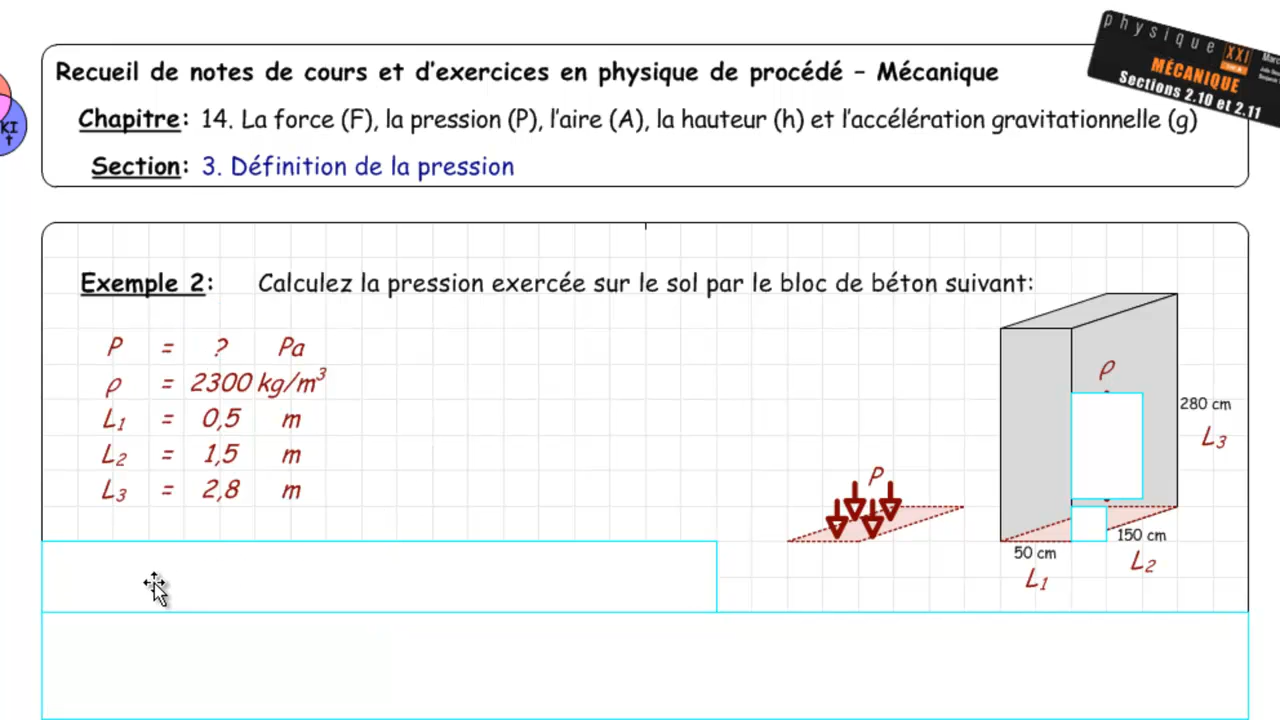 physique XXI
MÉCANIQUE
Sections 2.10 et 2.11
Recueil de notes de cours et d'exercices en physique de procédé – Mécanique
Chapitre: 14. La force (F), la pression (P), l'aire (A), la hauteur (h) et l'accélération gravitationnelle (g)
Section: 3. Définition de la pression
KI
t
Exemple 2: Calculez la pression exercée sur le sol par le bloc de béton suivant:
P = ? Pa
ρ = 2300 kg/m³
L₁ = 0,5 m
L₂ = 1,5 m
L₃ = 2,8 m
ρ
280 cm
L₃
P
150 cm
L₂
50 cm
L₁